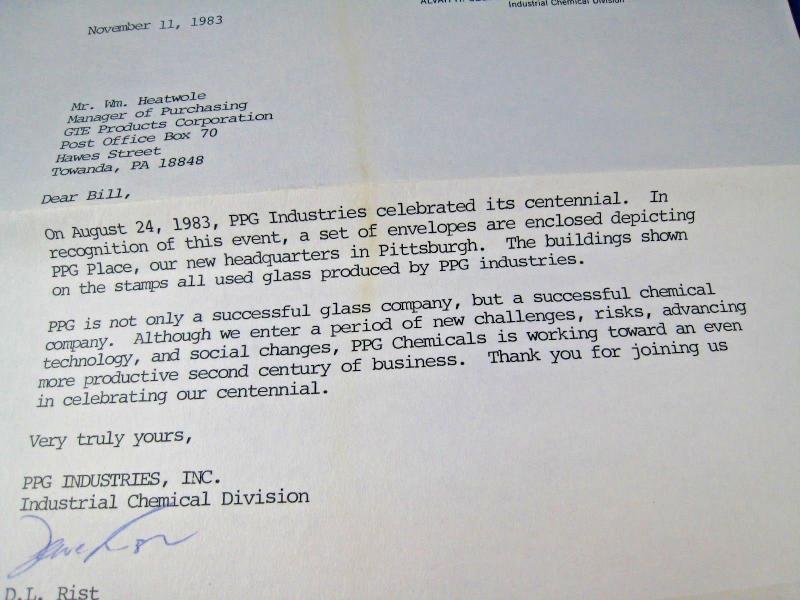 Industrial Chemical Division
November 11, 1983
Mr. Wm. Heatwole
Manager of Purchasing
GTE Products Corporation
Post Office Box 70
Hawes Street
Towanda, PA 18848
Dear Bill,
On August 24, 1983, PPG Industries celebrated its centennial. In
recognition of this event, a set of envelopes are enclosed depicting
PPG Place, our new headquarters in Pittsburgh. The buildings shown
on the stamps all used glass produced by PPG industries.
PPG is not only a successful glass company, but a successful chemical
company. Although we enter a period of new challenges, risks, advancing
technology, and social changes, PPG Chemicals is working toward an even
more productive second century of business. Thank you for joining us
in celebrating our centennial.
Very truly yours,
PPG INDUSTRIES, INC.
Industrial Chemical Division
D.L. Rist